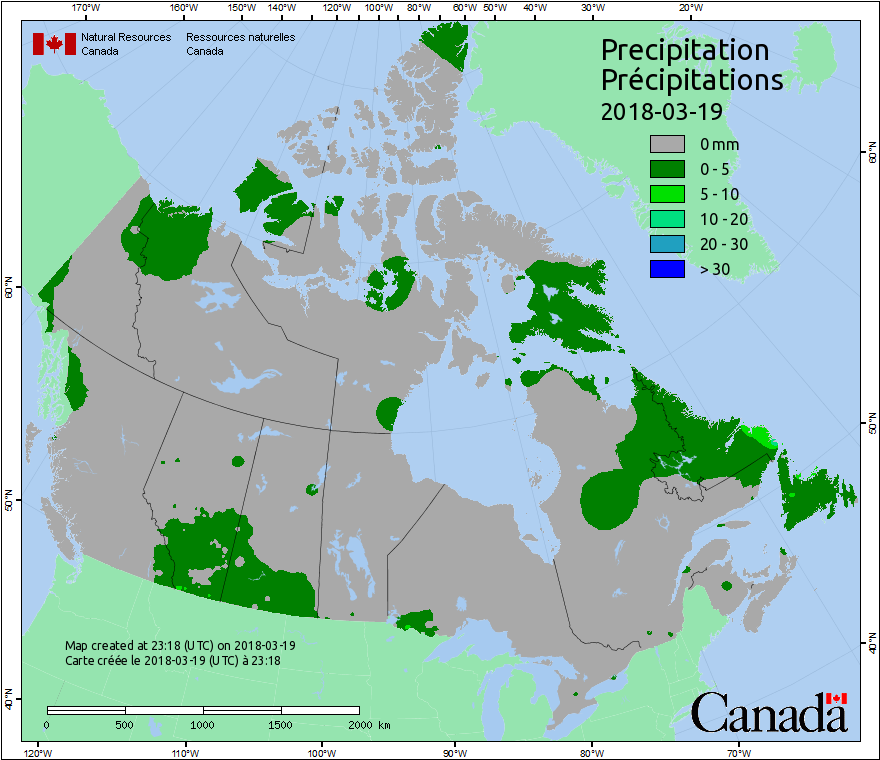 170°W 160°W 150°W 140°W 120°W 100°W 80°W 60°W 50°W 40°W 30°W 20°W
Natural Resources Ressources naturelles
Canada Canada
Precipitation
Précipitations
2018-03-19
0 mm
0 - 5
5 - 10
10 - 20
20 - 30
> 30
60°N 60°N
50°N 50°N
40°N 40°N
Map created at 23:18 (UTC) on 2018-03-19
Carte créée le 2018-03-19 (UTC) à 23:18
0 500 1000 1500 2000 km
Canada
120°W 110°W 100°W 90°W 80°W 70°W